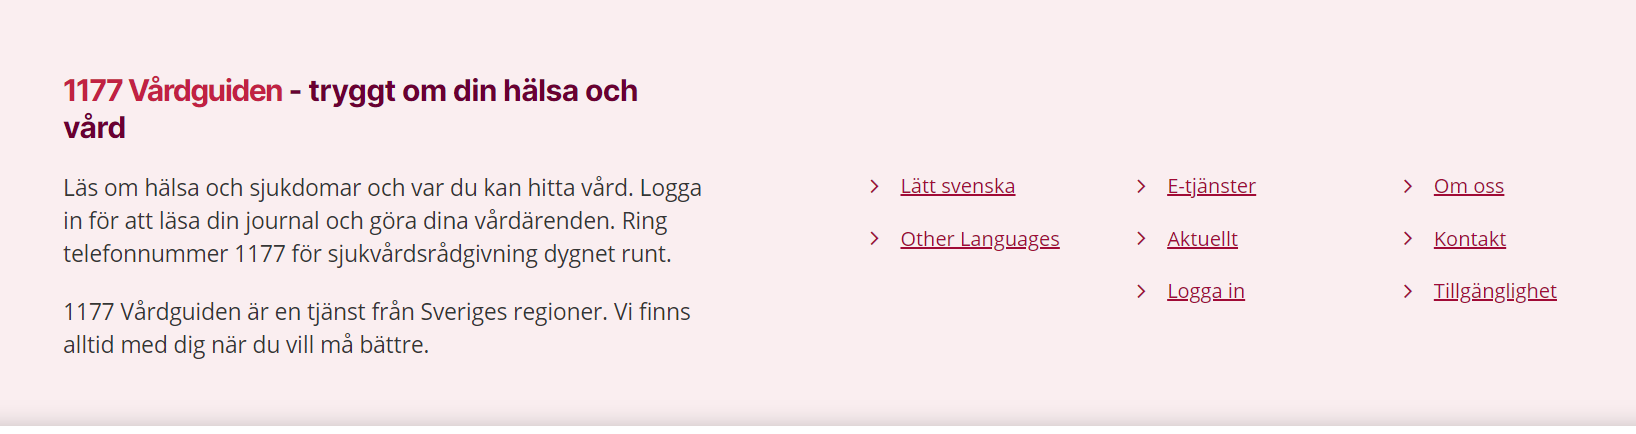 1177 Vårdguiden - tryggt om din hälsa och
vård
Läs om hälsa och sjukdomar och var du kan hitta vård. Logga
in för att läsa din journal och göra dina vårdärenden. Ring
telefonnummer 1177 för sjukvårdsrådgivning dygnet runt.
1177 Vårdguiden är en tjänst från Sveriges regioner. Vi finns
alltid med dig när du vill må bättre.
Lätt svenska
Other Languages
E-tjänster
Aktuellt
Logga in
Om oss
Kontakt
Tillgänglighet